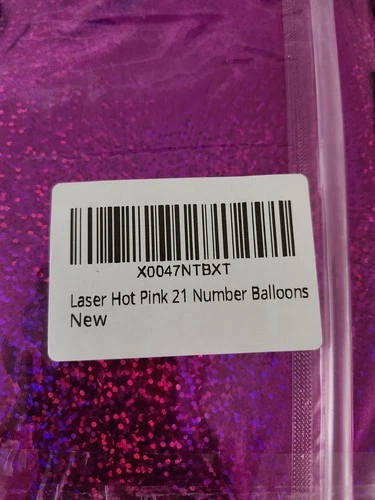 X0047NTBXT
Laser Hot Pink 21 Number Balloons
New